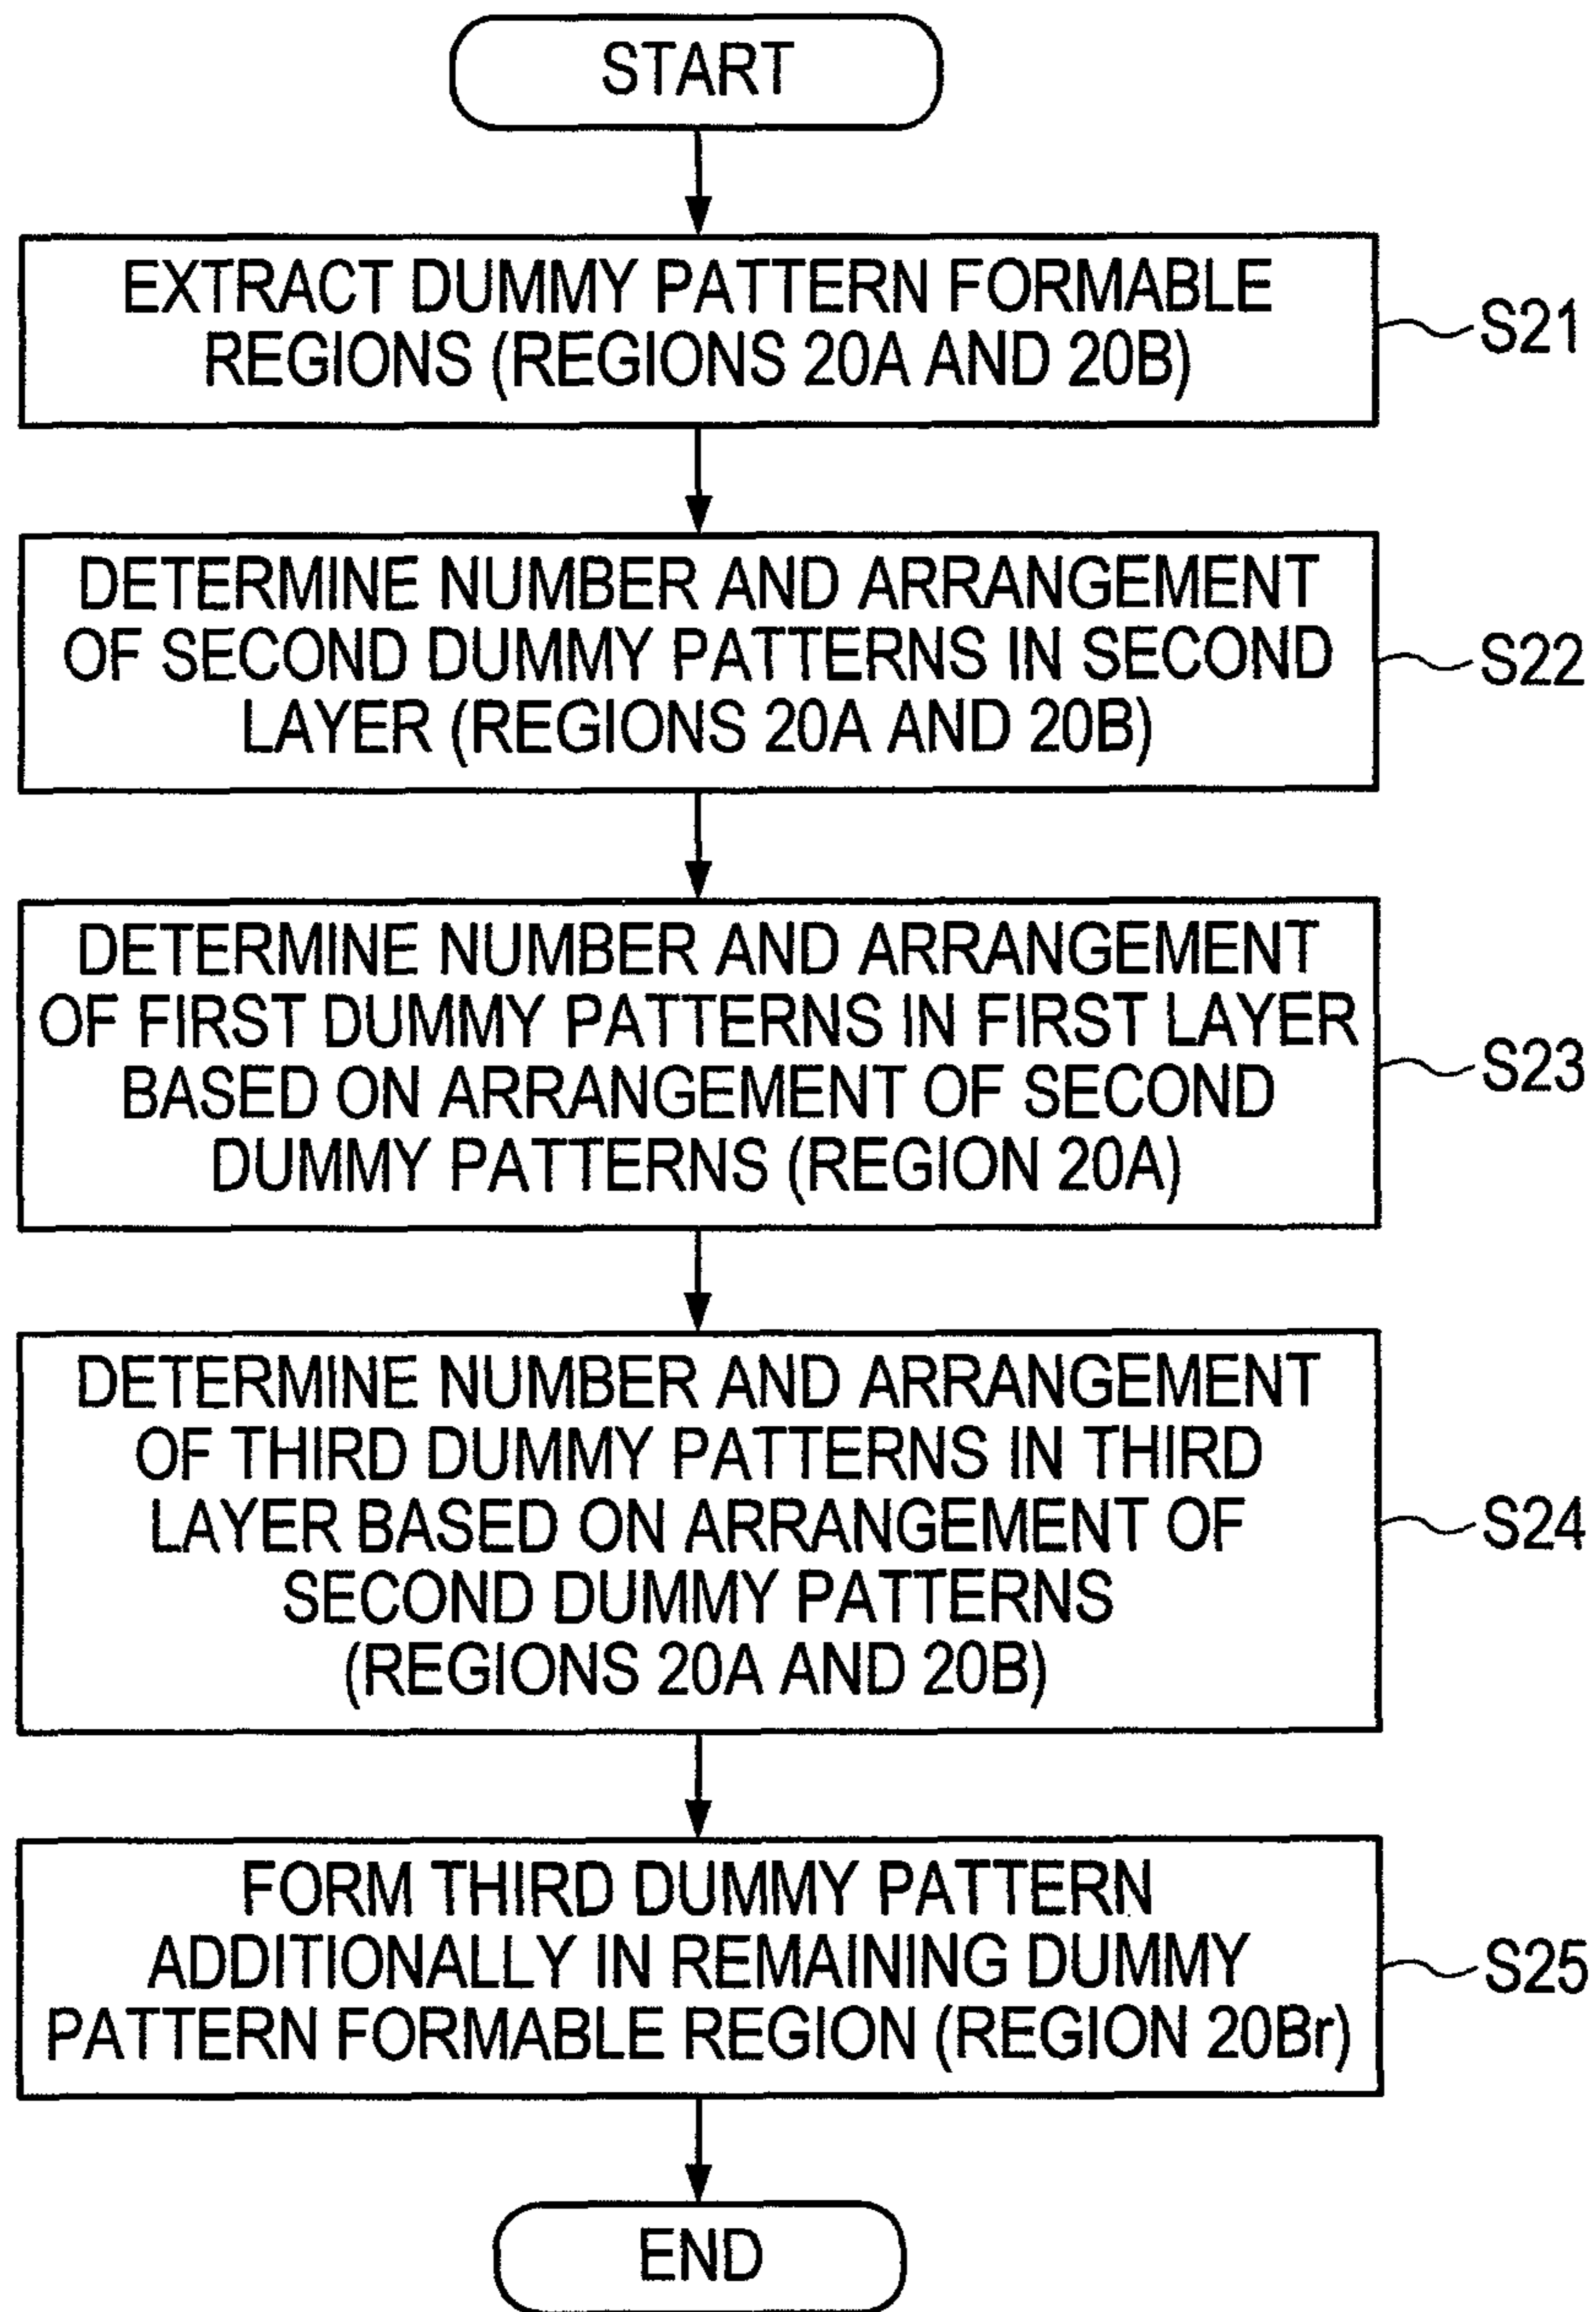 START
EXTRACT DUMMY PATTERN FORMABLE
REGIONS (REGIONS 20A AND 20B)
S21
DETERMINE NUMBER AND ARRANGEMENT
OF SECOND DUMMY PATTERNS IN SECOND
LAYER (REGIONS 20A AND 20B)
S22
DETERMINE NUMBER AND ARRANGEMENT
OF FIRST DUMMY PATTERNS IN FIRST LAYER
BASED ON ARRANGEMENT OF SECOND
DUMMY PATTERNS (REGION 20A)
S23
DETERMINE NUMBER AND ARRANGEMENT
OF THIRD DUMMY PATTERNS IN THIRD
LAYER BASED ON ARRANGEMENT OF
SECOND DUMMY PATTERNS
(REGIONS 20A AND 20B)
S24
FORM THIRD DUMMY PATTERN
ADDITIONALLY IN REMAINING DUMMY
PATTERN FORMABLE REGION (REGION 20Br)
S25
END